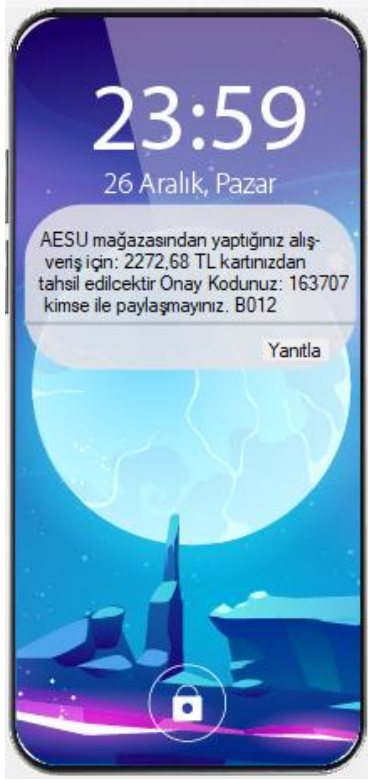 23:59
26 Aralık, Pazar
AESU mağazasından yaptığınız alış-
veriş için: 2272,68 TL kartınızdan
tahsil edilcektir Onay Kodunuz: 163707
kimse ile paylaşmayınız. B012
Yanıtla